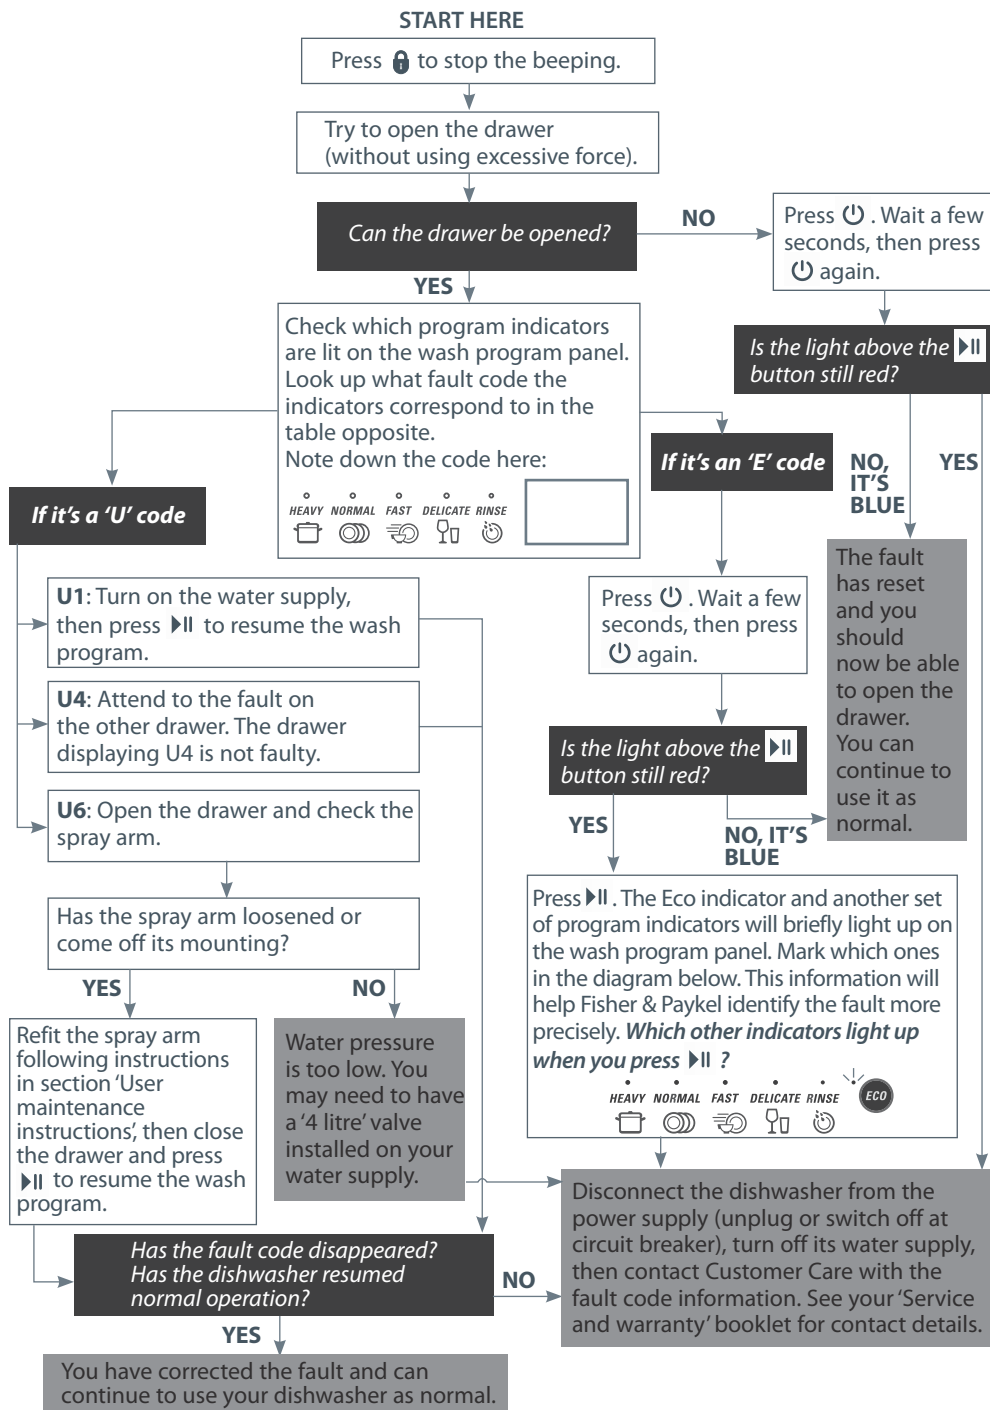 START HERE
Press to stop the beeping.
Try to open the drawer
(without using excessive force).
Can the drawer be opened?
NO
Press . Wait a few
seconds, then press
again.
YES
Is the light above the
button still red?
Check which program indicators
are lit on the wash program panel.
Look up what fault code the
indicators correspond to in the
table opposite.
Note down the code here:
HEAVY NORMAL FAST DELICATE RINSE
If it's an 'E' code
NO,
IT'S
BLUE
YES
If it's a 'U' code
The fault
has reset
and you
should
now be able
to open the
drawer.
You can
continue to
use it as
normal.
U1: Turn on the water supply,
then press to resume the wash
program.
U4: Attend to the fault on
the other drawer. The drawer
displaying U4 is not faulty.
U6: Open the drawer and check the
spray arm.
Press . Wait a few
seconds, then press
again.
Is the light above the
button still red?
YES
NO, IT'S
BLUE
Has the spray arm loosened or
come off its mounting?
YES
NO
Refit the spray arm
following instructions
in section ‘User
maintenance
instructions’, then close
the drawer and press
to resume the wash
program.
Water pressure
is too low. You
may need to have
a ‘4 litre’ valve
installed on your
water supply.
Press . The Eco indicator and another set
of program indicators will briefly light up on
the wash program panel. Mark which ones
in the diagram below. This information will
help Fisher & Paykel identify the fault more
precisely. Which other indicators light up
when you press ?
HEAVY NORMAL FAST DELICATE RINSE
ECO
Has the fault code disappeared?
Has the dishwasher resumed
normal operation?
NO
Disconnect the dishwasher from the
power supply (unplug or switch off at
circuit breaker), turn off its water supply,
then contact Customer Care with the
fault code information. See your ‘Service
and warranty’ booklet for contact details.
YES
You have corrected the fault and can
continue to use your dishwasher as normal.